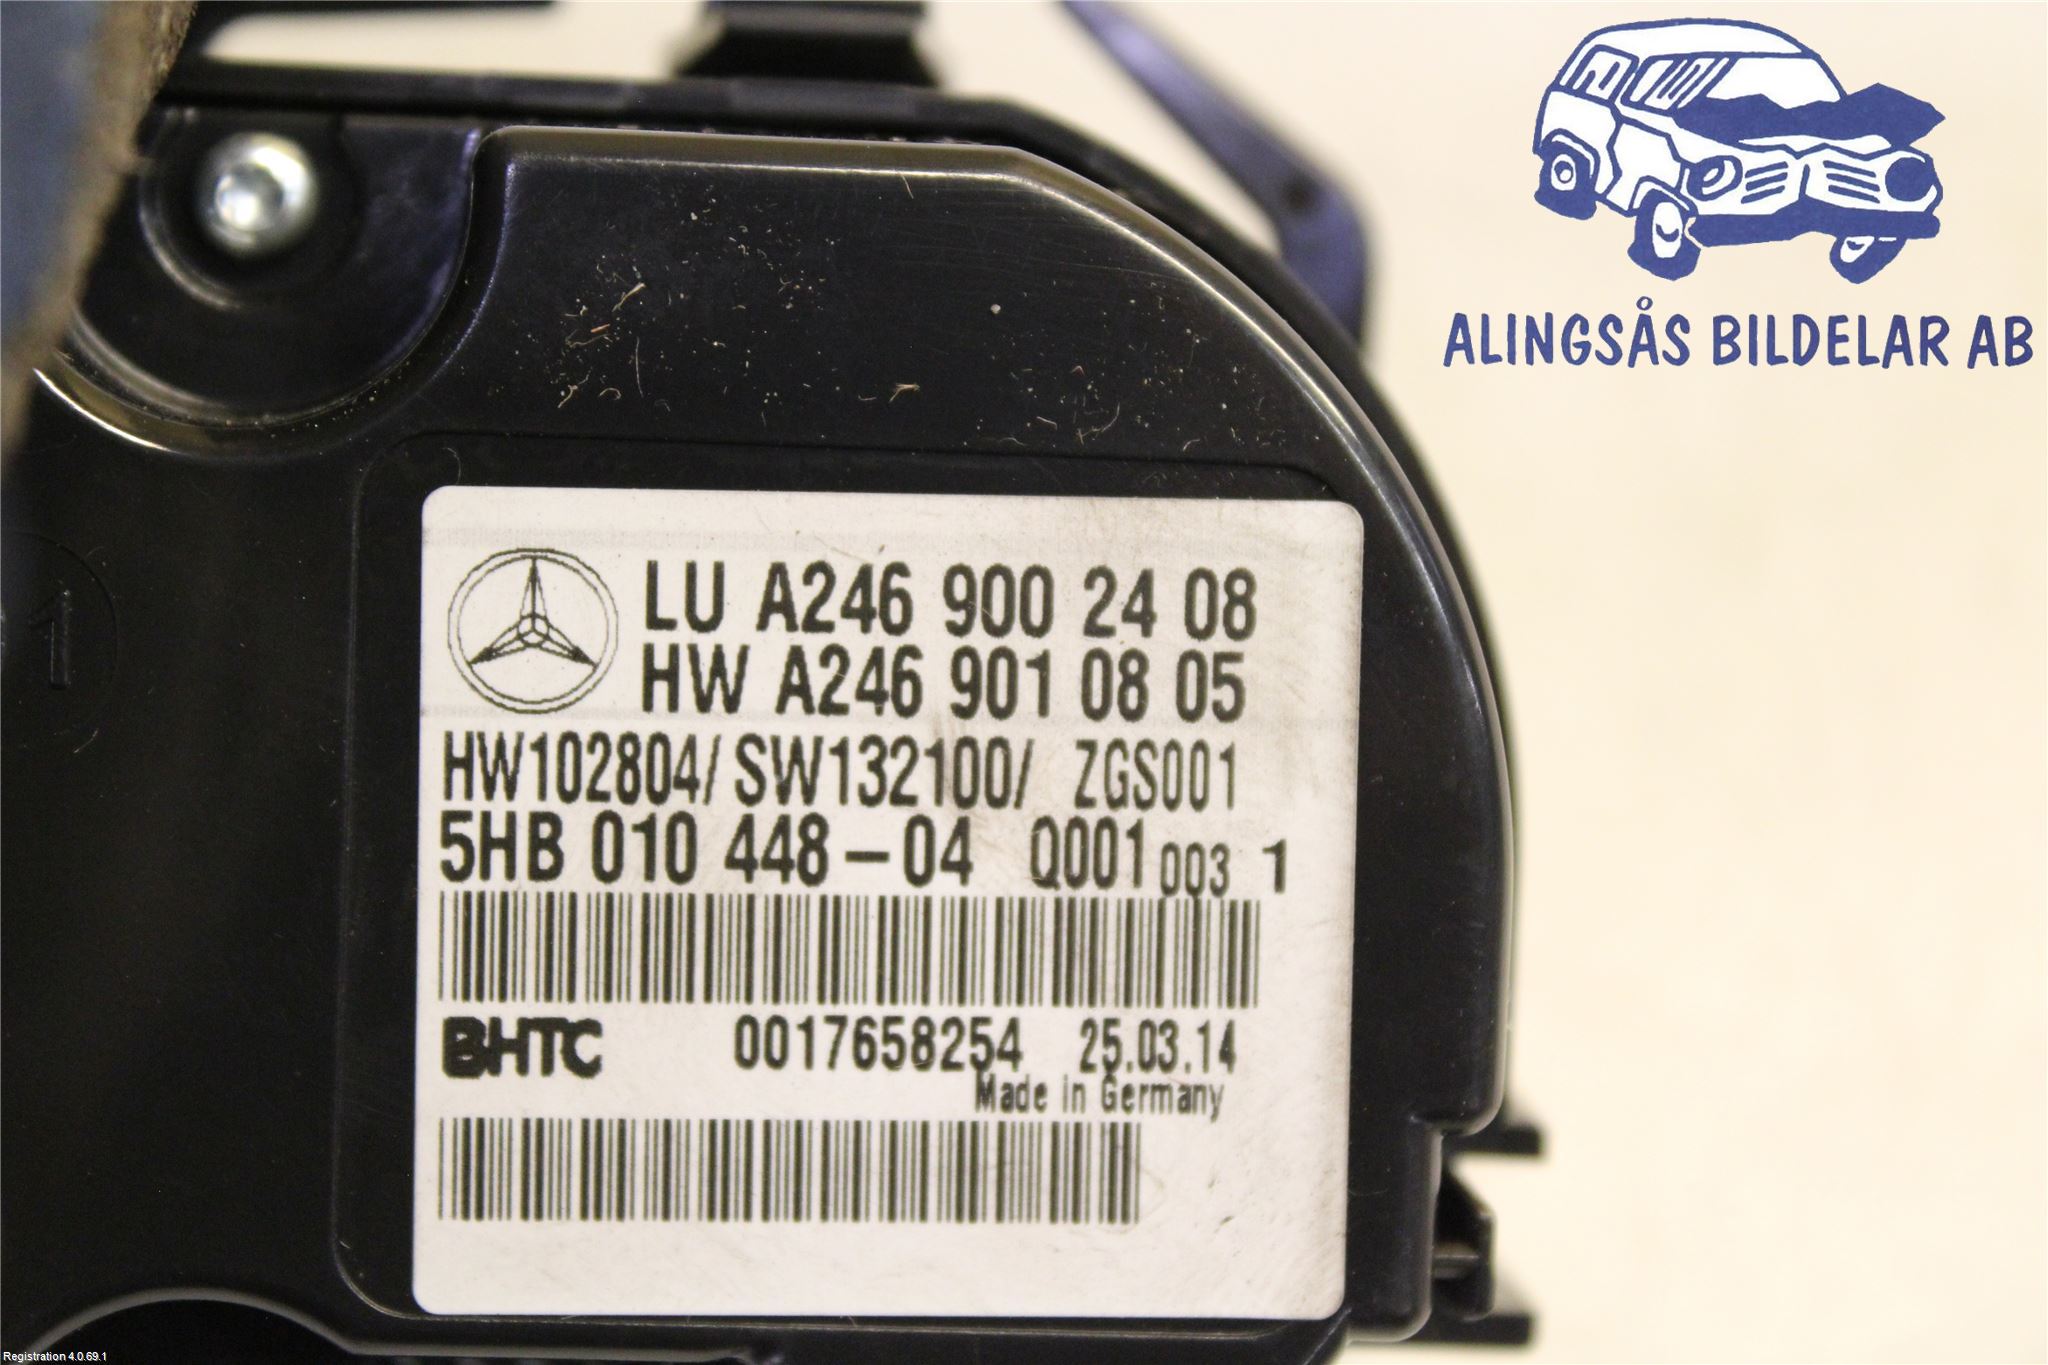 ALINGSÅS BILDELAR AB
LU A246 900 24 08
HW A246 901 08 05
HW102804/ SW132100/ ZGS001
5HB 010 448-04 Q001 003 1
BHTC 0017658254 25.03.14
Made in Germany
1
Registration 4.0.69.1